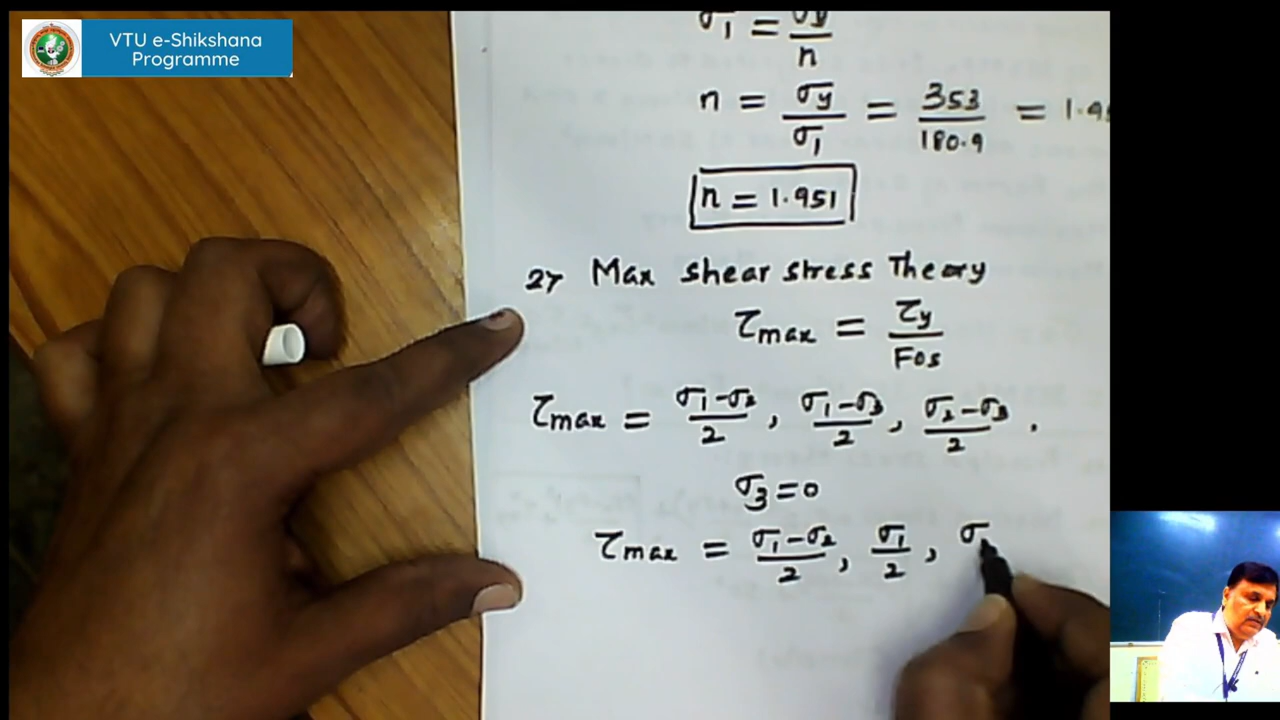 VTU e-Shikshana
Programme
σ1 = σy/n
n = σy/σ1 = 353/180.9 = 1.95
n = 1.951
2> Max shear stress Theory
τmax = τy/FOS
τmax = σ1-σ2/2, σ1-σ3/2, σ2-σ3/2.
σ3 = 0
τmax = σ1-σ2/2, σ1/2, σ